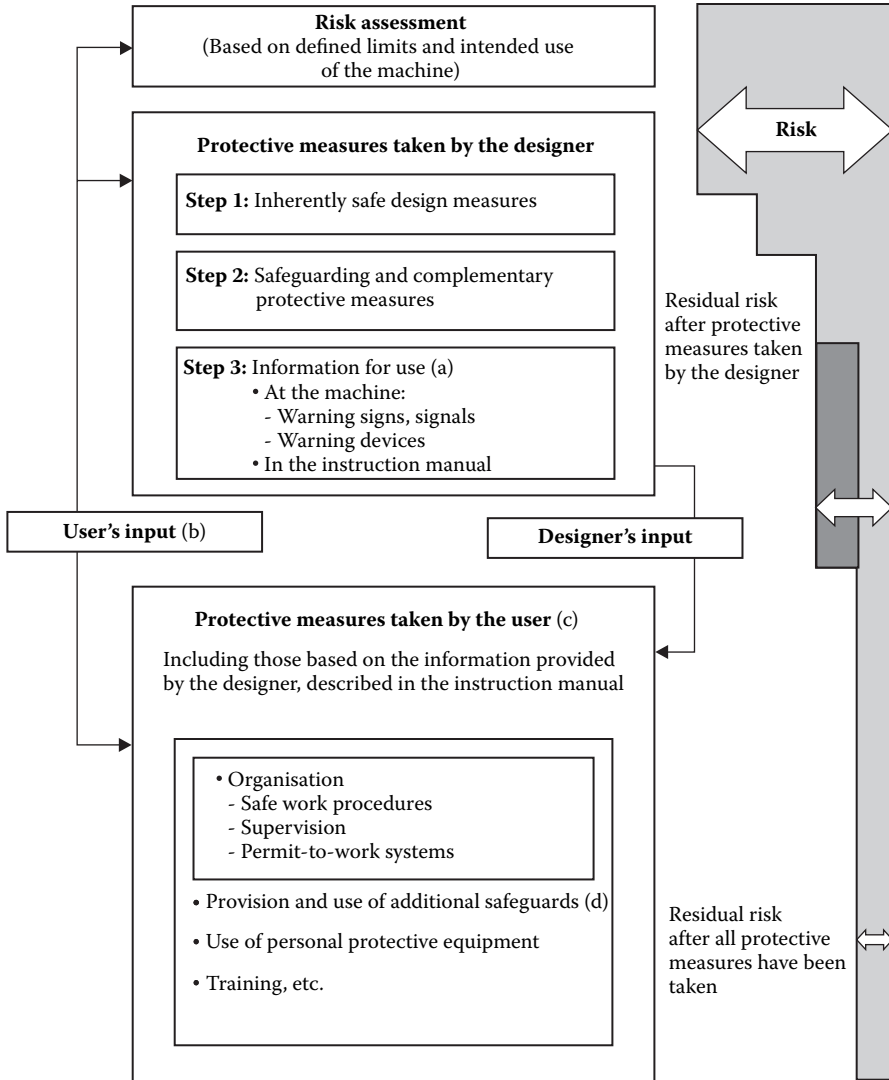 Risk assessment
(Based on defined limits and intended use
of the machine)
Risk
Protective measures taken by the designer
Step 1: Inherently safe design measures
Step 2: Safeguarding and complementary
protective measures
Step 3: Information for use (a)
• At the machine:
- Warning signs, signals
- Warning devices
• In the instruction manual
Residual risk
after protective
measures taken
by the designer
User's input (b)
Designer's input
Protective measures taken by the user (c)
Including those based on the information provided
by the designer, described in the instruction manual
• Organisation
- Safe work procedures
- Supervision
- Permit-to-work systems
• Provision and use of additional safeguards (d)
• Use of personal protective equipment
• Training, etc.
Residual risk
after all protective
measures have been
taken